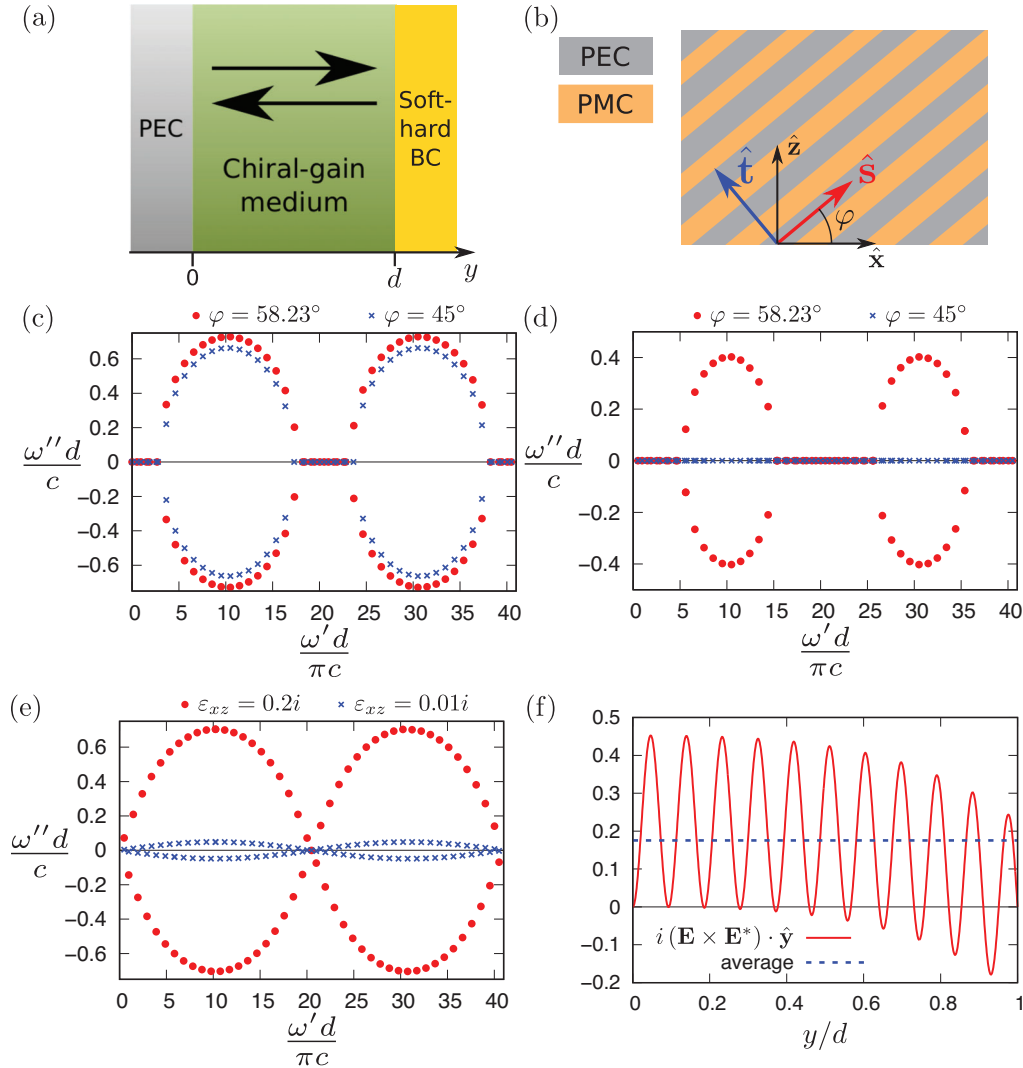 (a)
PEC
Chiral-gain
medium
Soft-
hard
BC
0
d
y
(b)
PEC
PMC
t̂
ẑ
ŝ
φ
x̂
(c)
φ = 58.23° φ = 45°
0.6
0.4
0.2
0
−0.2
−0.4
−0.6
ω″d
c
0 5 10 15 20 25 30 35 40
ω′d
πc
(d)
φ = 58.23° φ = 45°
0.4
0.2
0
−0.2
−0.4
ω″d
c
0 5 10 15 20 25 30 35 40
ω′d
πc
(e)
εxz = 0.2i εxz = 0.01i
0.6
0.4
0.2
0
−0.2
−0.4
−0.6
ω″d
c
0 5 10 15 20 25 30 35 40
ω′d
πc
(f)
0.5
0.4
0.3
0.2
0.1
0
−0.1
−0.2
i (E × E*) · ŷ
average
0 0.2 0.4 0.6 0.8 1
y/d